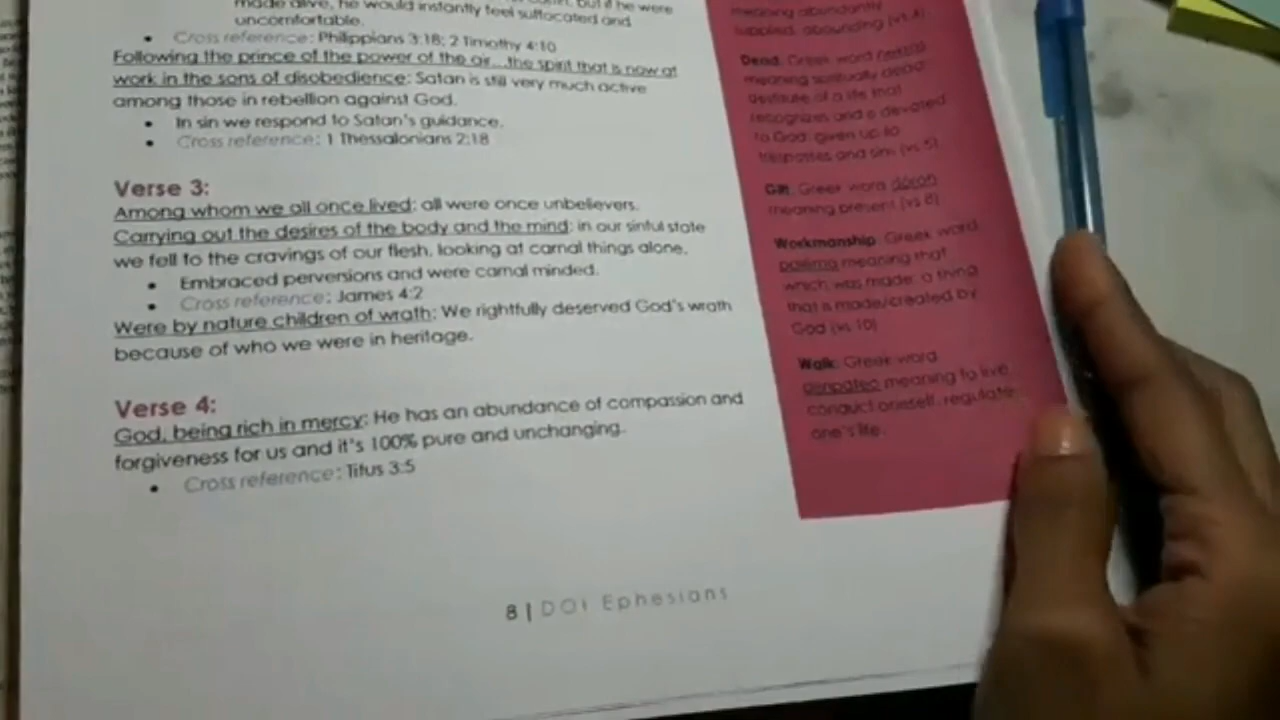 made alive, he would instantly feel suffocated and
uncomfortable.
• Cross reference: Philippians 3:18; 2 Timothy 4:10
Following the prince of the power of the air...the spirit that is now at
work in the sons of disobedience: Satan is still very much active
among those in rebellion against God.
• In sin we respond to Satan's guidance.
• Cross reference: 1 Thessalonians 2:18
Verse 3:
Among whom we all once lived: all were once unbelievers.
Carrying out the desires of the body and the mind: in our sinful state
we fell to the cravings of our flesh, looking at carnal things alone.
• Embraced perversions and were carnal minded.
• Cross reference: James 4:2
Were by nature children of wrath: We rightfully deserved God's wrath
because of who we were in heritage.
Verse 4:
God, being rich in mercy: He has an abundance of compassion and
forgiveness for us and it's 100% pure and unchanging.
• Cross reference: Titus 3:5
8 | DOI Ephesians
meaning abundantly
supplied, abounding (vs 4)
Dead: Greek word
meaning spiritually dead;
destitute of a life that
recognizes and is devoted
to God; given up to
trespasses and sins (vs 5)
Gift: Greek word
meaning present (vs 8)
Workmanship: Greek word
meaning that
which was made; a thing
that is made/created by
God (vs 10)
Walk: Greek word
meaning to live,
conduct oneself, regulate
one's life.